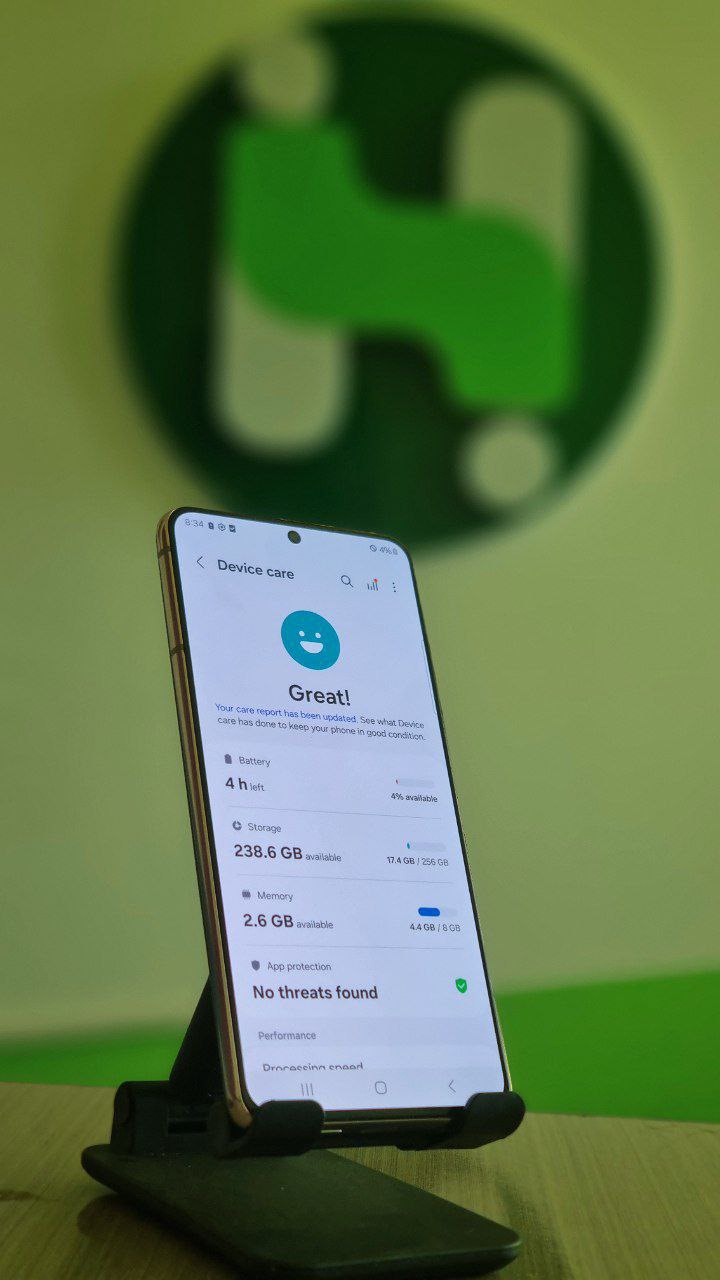 8:34
4%
Device care
Great!
Your care report has been updated. See what Device
care has done to keep your phone in good condition.
Battery
4 h left
4% available
Storage
238.6 GB available
17.4 GB / 256 GB
Memory
2.6 GB available
4.4 GB / 8 GB
App protection
No threats found
Performance
Processing speed